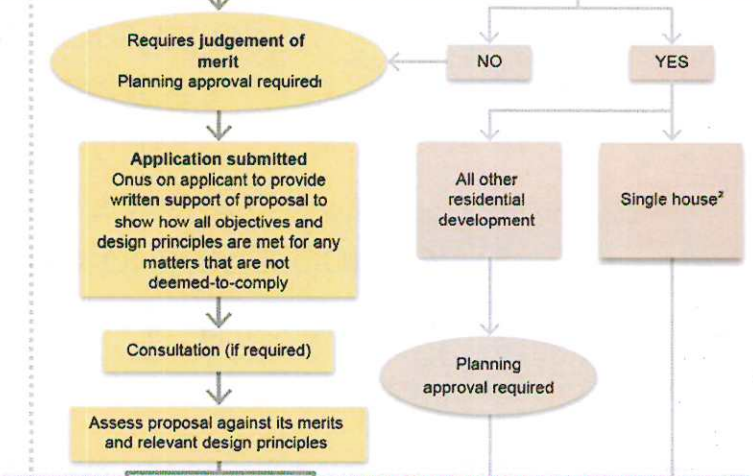 Requires judgement of
merit
Planning approval required¹
NO
YES
Application submitted
Onus on applicant to provide
written support of proposal to
show how all objectives and
design principles are met for any
matters that are not
deemed-to-comply
All other
residential
development
Single house²
Consultation (if required)
Planning
approval required
Assess proposal against its merits
and relevant design principles